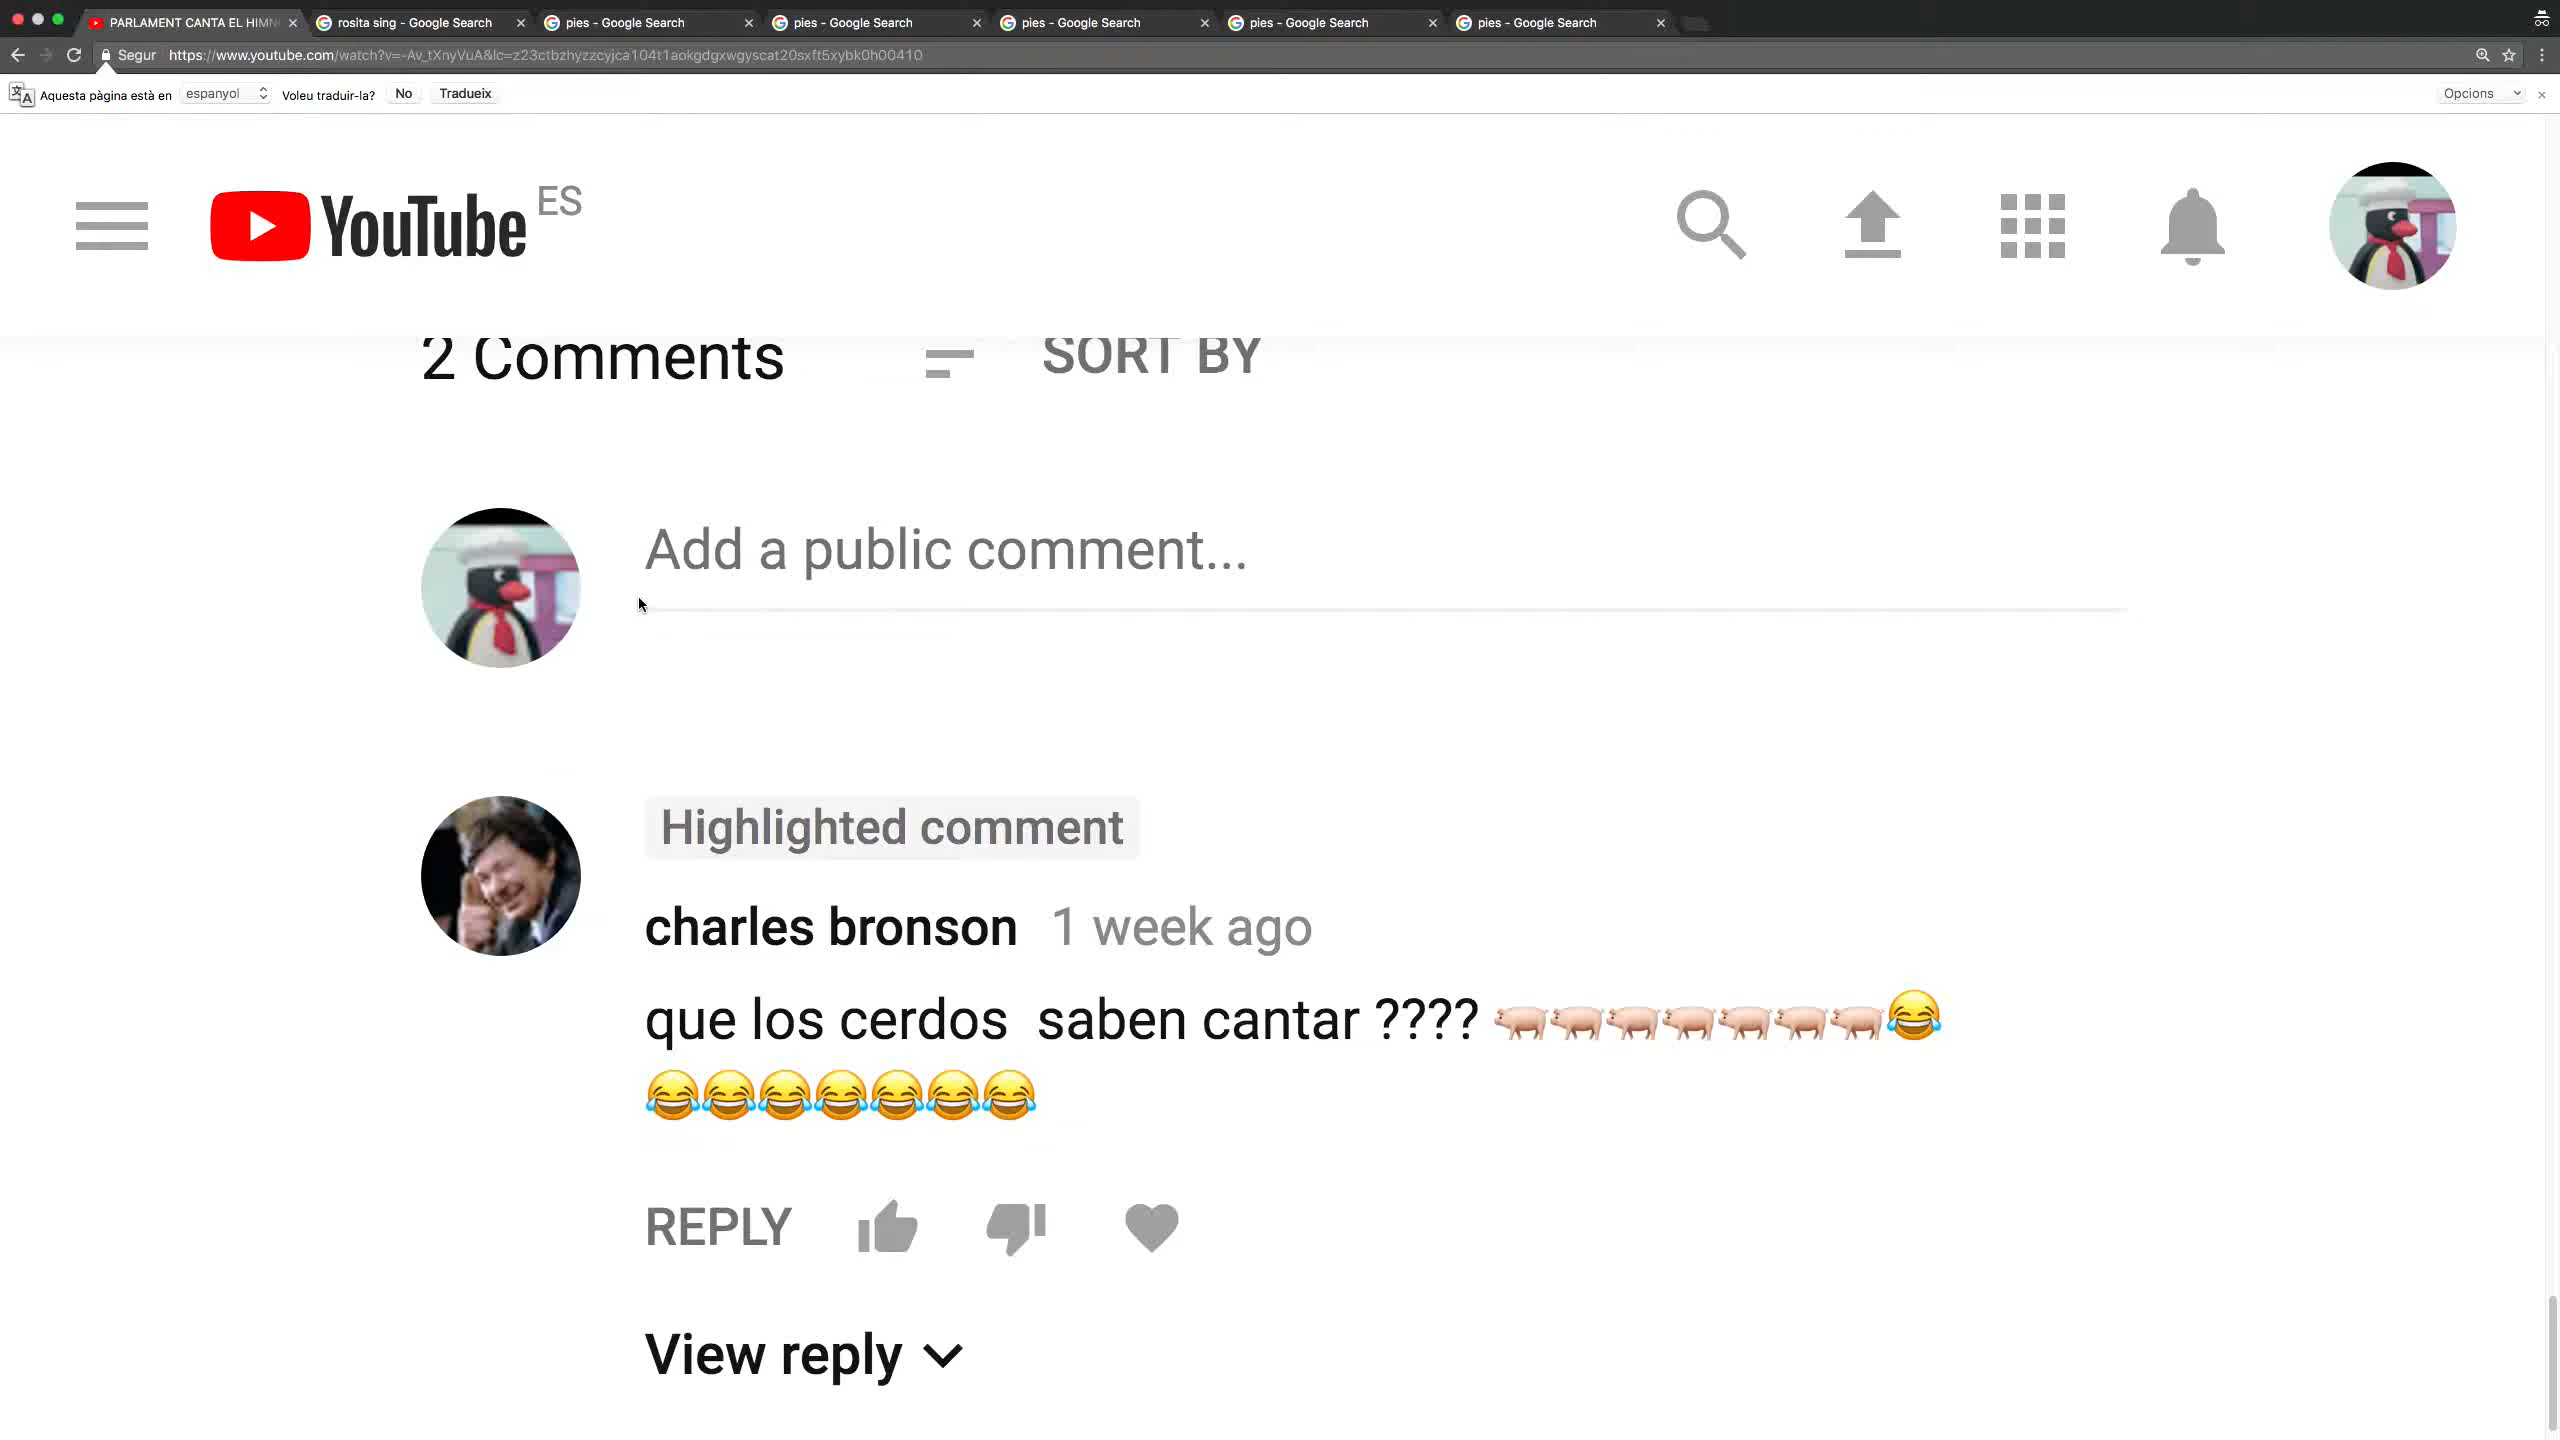 PARLAMENT CANTA EL HIMN
rosita sing - Google Search
pies - Google Search
pies - Google Search
pies - Google Search
pies - Google Search
pies - Google Search
Segur
https://www.youtube.com/watch?v=-Av_tXnyVuA&lc=z23ctbzhyzzcyjca104t1aokgdgxwgyscat20sxft5xybk0h00410
Aquesta pàgina està en espanyol Voleu traduir-la? No Tradueix Opcions
YouTube ES
2 Comments SORT BY
Add a public comment...
Highlighted comment
charles bronson 1 week ago
que los cerdos saben cantar ???? 🐖🐖🐖🐖🐖🐖🐖😂
😂😂😂😂😂😂😂
REPLY
View reply